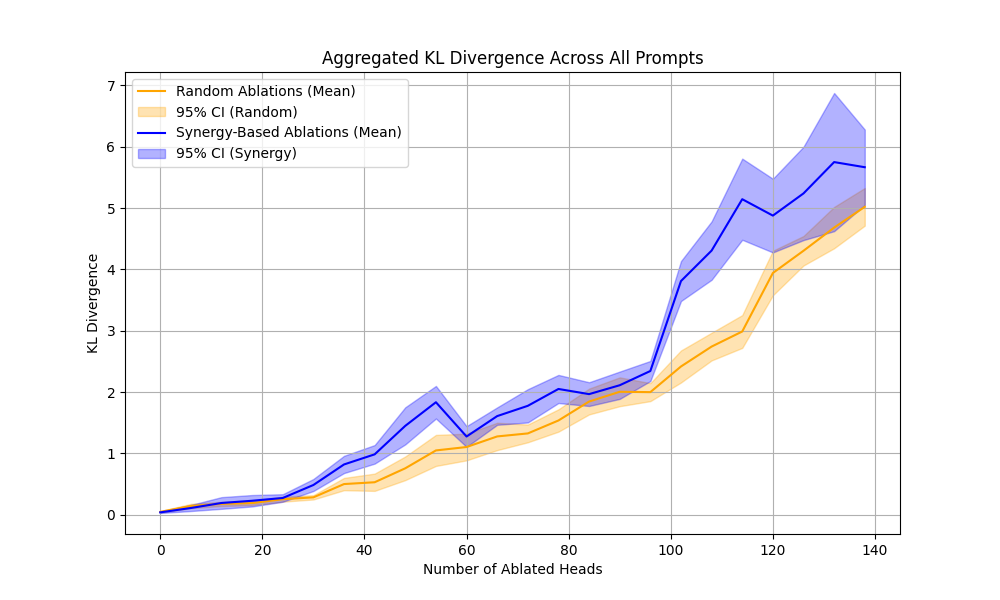 Aggregated KL Divergence Across All Prompts
Random Ablations (Mean)
95% CI (Random)
Synergy-Based Ablations (Mean)
95% CI (Synergy)
KL Divergence
7
6
5
4
3
2
1
0
0 20 40 60 80 100 120 140
Number of Ablated Heads